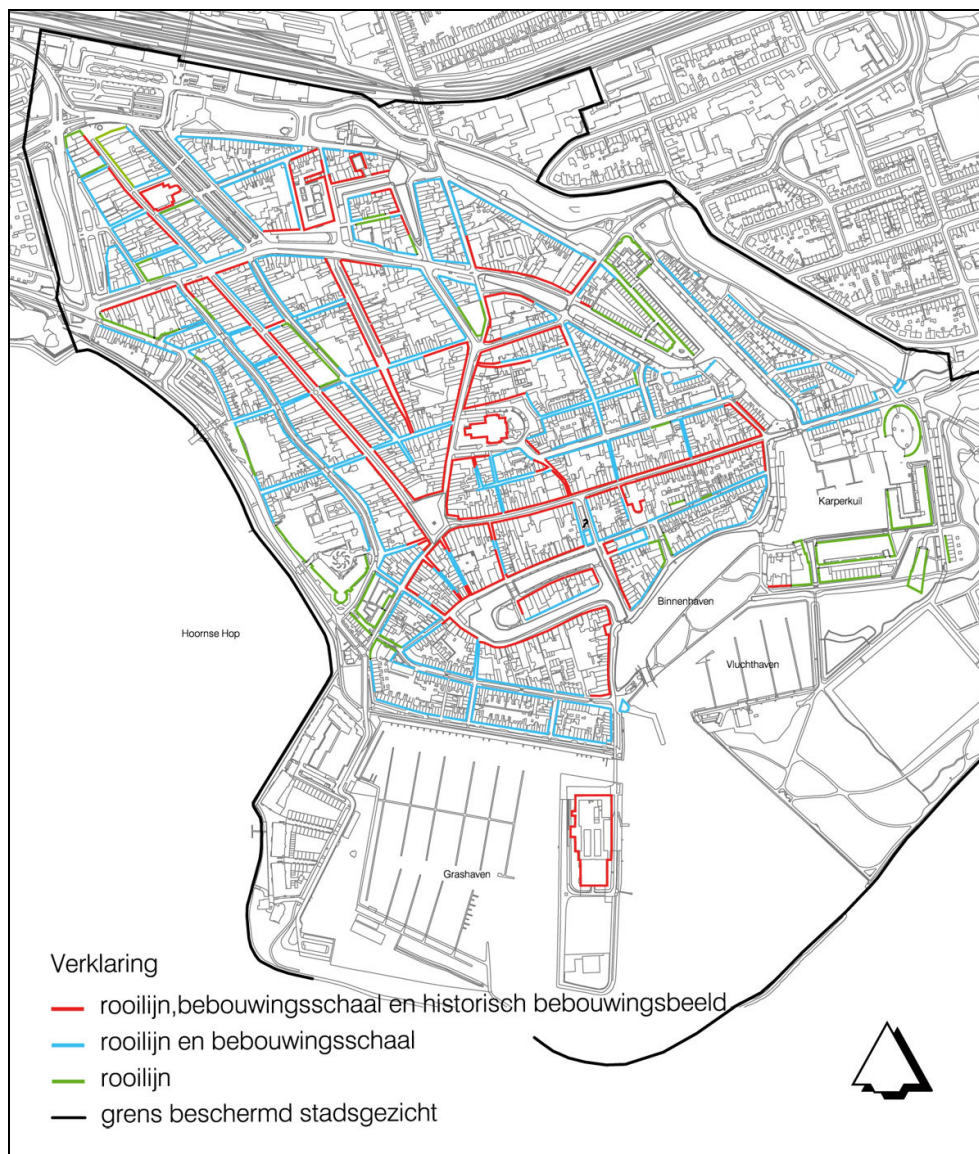 Karperkuil
Binnenhaven
Hoornse Hop
Vluchthaven
Grashaven
Verklaring
rooilijn,bebouwingsschaal en historisch bebouwingsbeeld
rooilijn en bebouwingsschaal
rooilijn
grens beschermd stadsgezicht